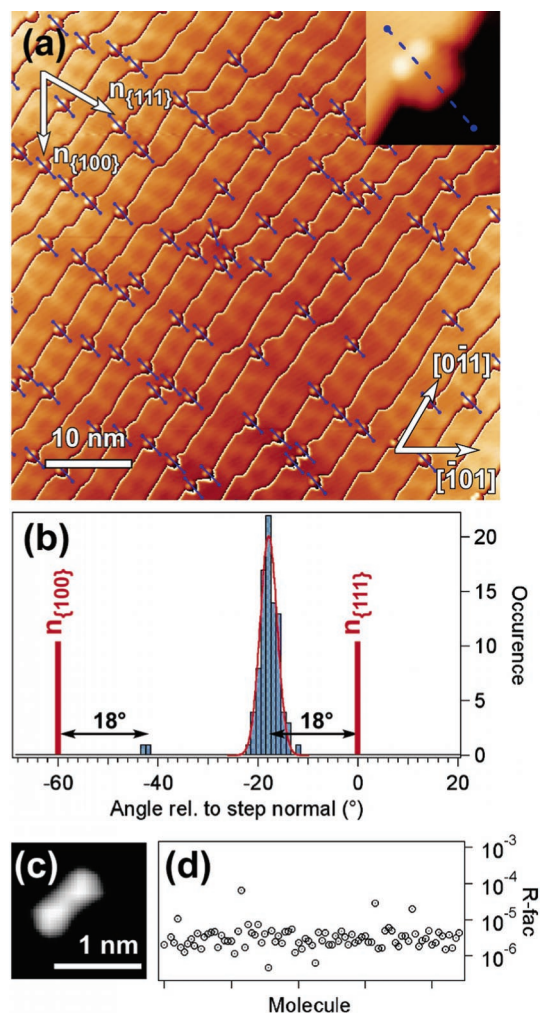 (a)
n{111}
n{100}
[01̄1]
10 nm
[1̄01]
(b)
n{100}
n{111}
18°
18°
20
15
10
5
0
Occurence
-60
-40
-20
0
20
Angle rel. to step normal (°)
(c)
1 nm
(d)
10-3
10-4
10-5
10-6
R-fac
Molecule